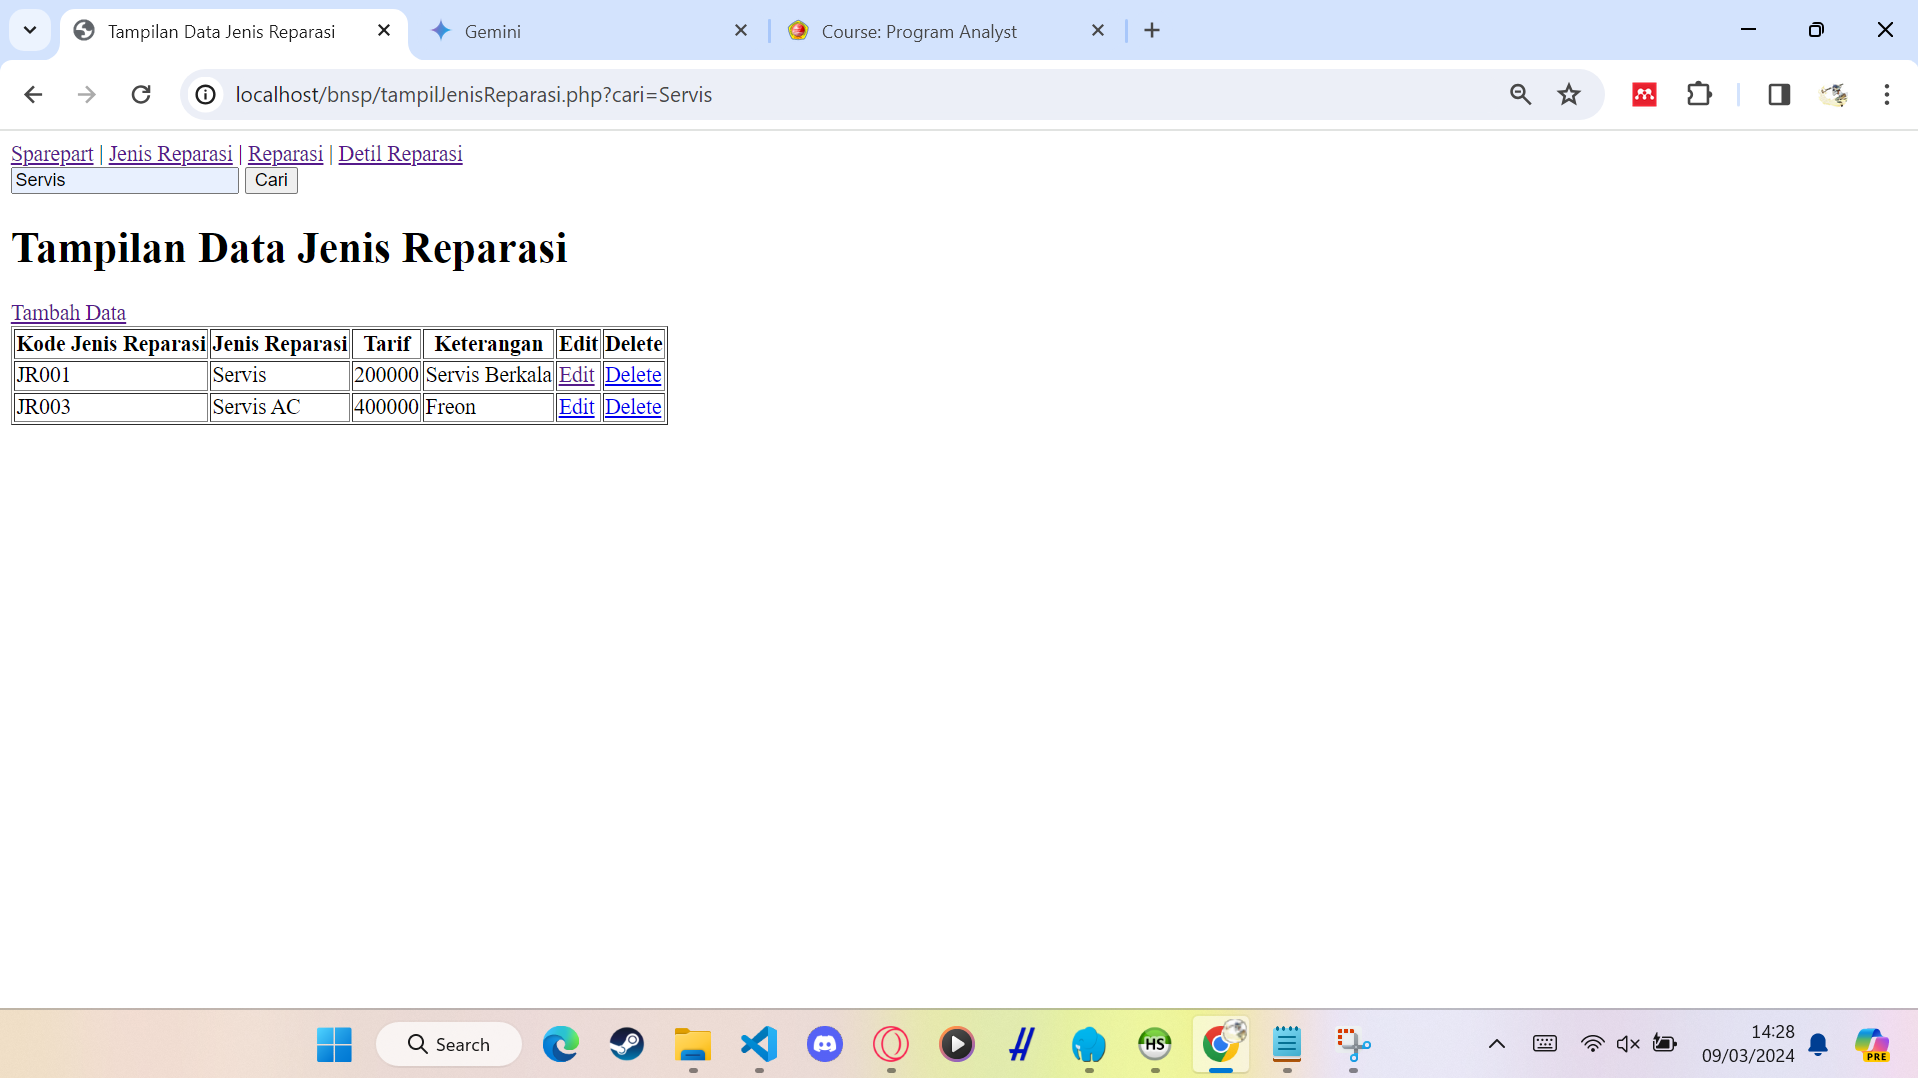 Tampilan Data Jenis Reparasi
Gemini
Course: Program Analyst
localhost/bnsp/tampilJenisReparasi.php?cari=Servis
Sparepart | Jenis Reparasi | Reparasi | Detil Reparasi
Servis Cari
Tampilan Data Jenis Reparasi
Tambah Data
Kode Jenis Reparasi Jenis Reparasi Tarif Keterangan Edit Delete
JR001 Servis 200000 Servis Berkala Edit Delete
JR003 Servis AC 400000 Freon Edit Delete
Search
HS
14:28
09/03/2024
PRE